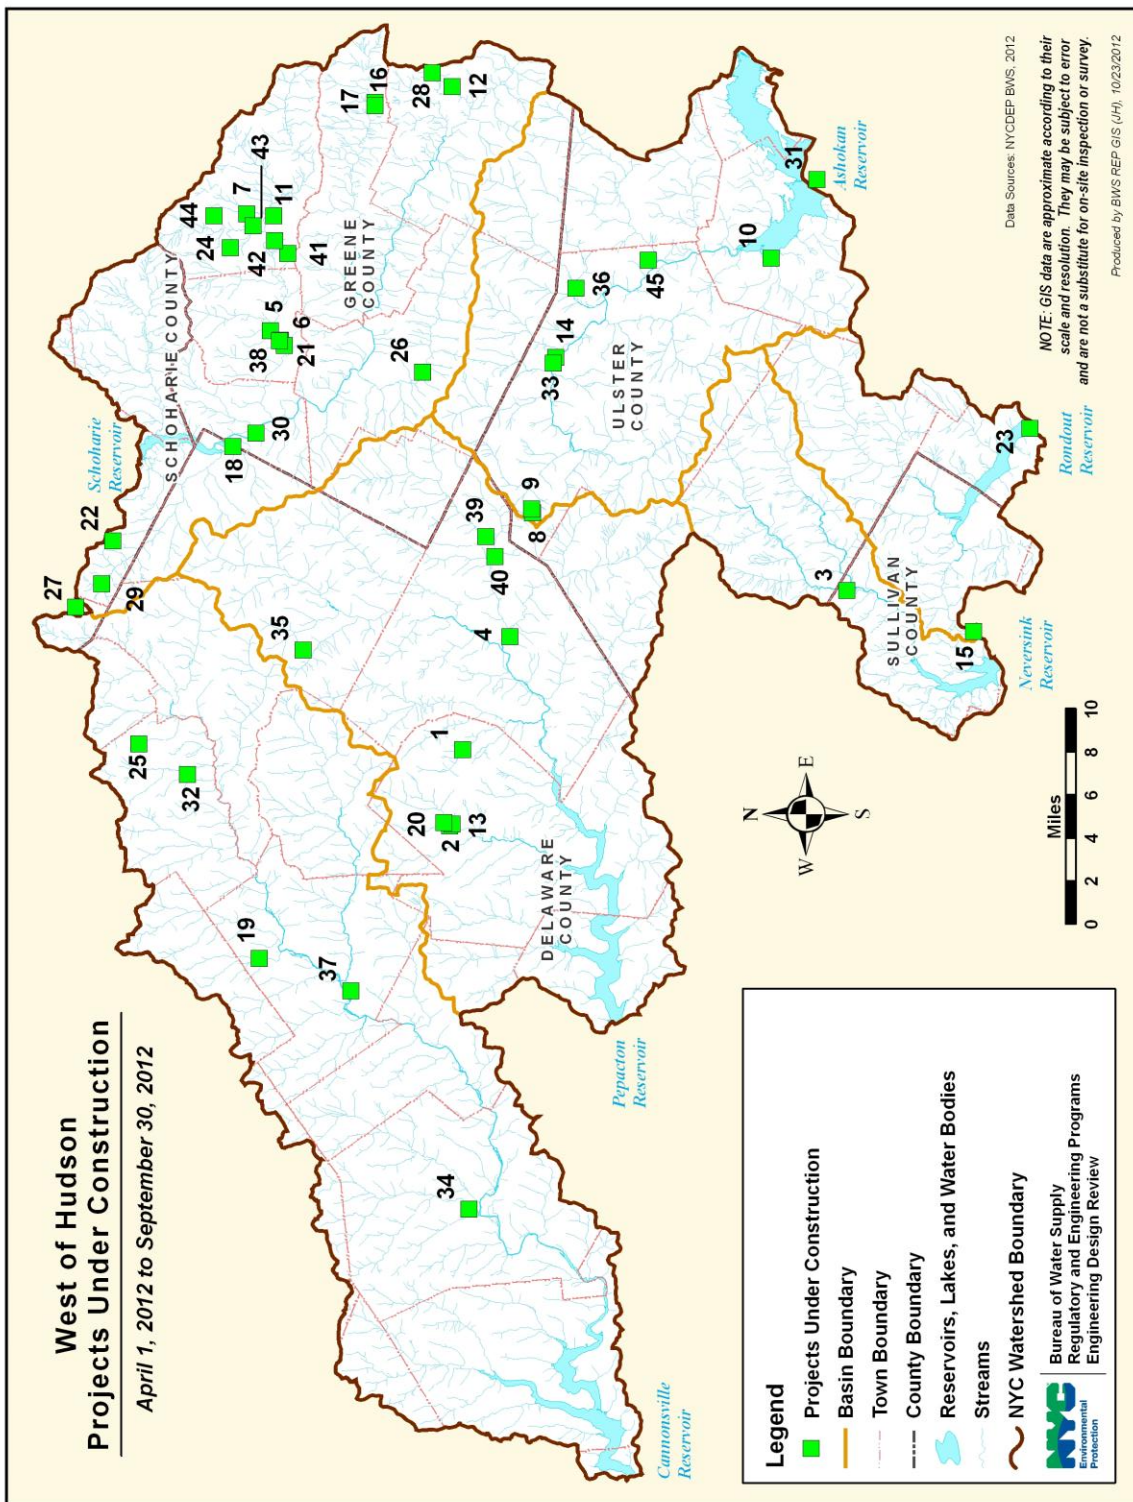 West of Hudson
Projects Under Construction
April 1, 2012 to September 30, 2012
Schoharie
Reservoir
SCHOHARIE COUNTY
GREENE
COUNTY
ULSTER
COUNTY
SULLIVAN
COUNTY
DELAWARE
COUNTY
Cannonsville
Reservoir
Pepacton
Reservoir
Neversink
Reservoir
Rondout
Reservoir
Ashokan
Reservoir
27
22
29
25
32
35
19
37
34
18
30
44
24
7
43
42
11
41
5
38
6
21
17
16
28
12
26
39
40
9
8
4
1
20
2
13
33
14
36
45
10
31
3
15
23
N
W
E
S
Miles
0
2
4
6
8
10
Legend
Projects Under Construction
Basin Boundary
Town Boundary
County Boundary
Reservoirs, Lakes, and Water Bodies
Streams
NYC Watershed Boundary
NYC
Environmental
Protection
Bureau of Water Supply
Regulatory and Engineering Programs
Engineering Design Review
Data Sources: NYCDEP BWS, 2012
NOTE: GIS data are approximate according to their
scale and resolution. They may be subject to error
and are not a substitute for on-site inspection or survey.
Produced by BWS REP GIS (JH), 10/23/2012